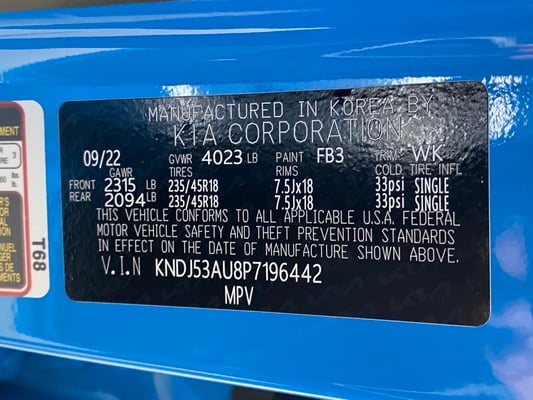 MANUFACTURED IN KOREA BY
KIA CORPORATION
09/22 GVWR 4023 LB PAINT FB3 TRIM WK
GAWR TIRES RIMS COLD TIRE INFL
FRONT 2315 LB 235/45R18 7.5Jx18 33psi SINGLE
REAR 2094 LB 235/45R18 7.5Jx18 33psi SINGLE
THIS VEHICLE CONFORMS TO ALL APPLICABLE U.S.A. FEDERAL
MOTOR VEHICLE SAFETY AND THEFT PREVENTION STANDARDS
IN EFFECT ON THE DATE OF MANUFACTURE SHOWN ABOVE.
V.I.N KNDJ53AU8P7196442
MPV
T68